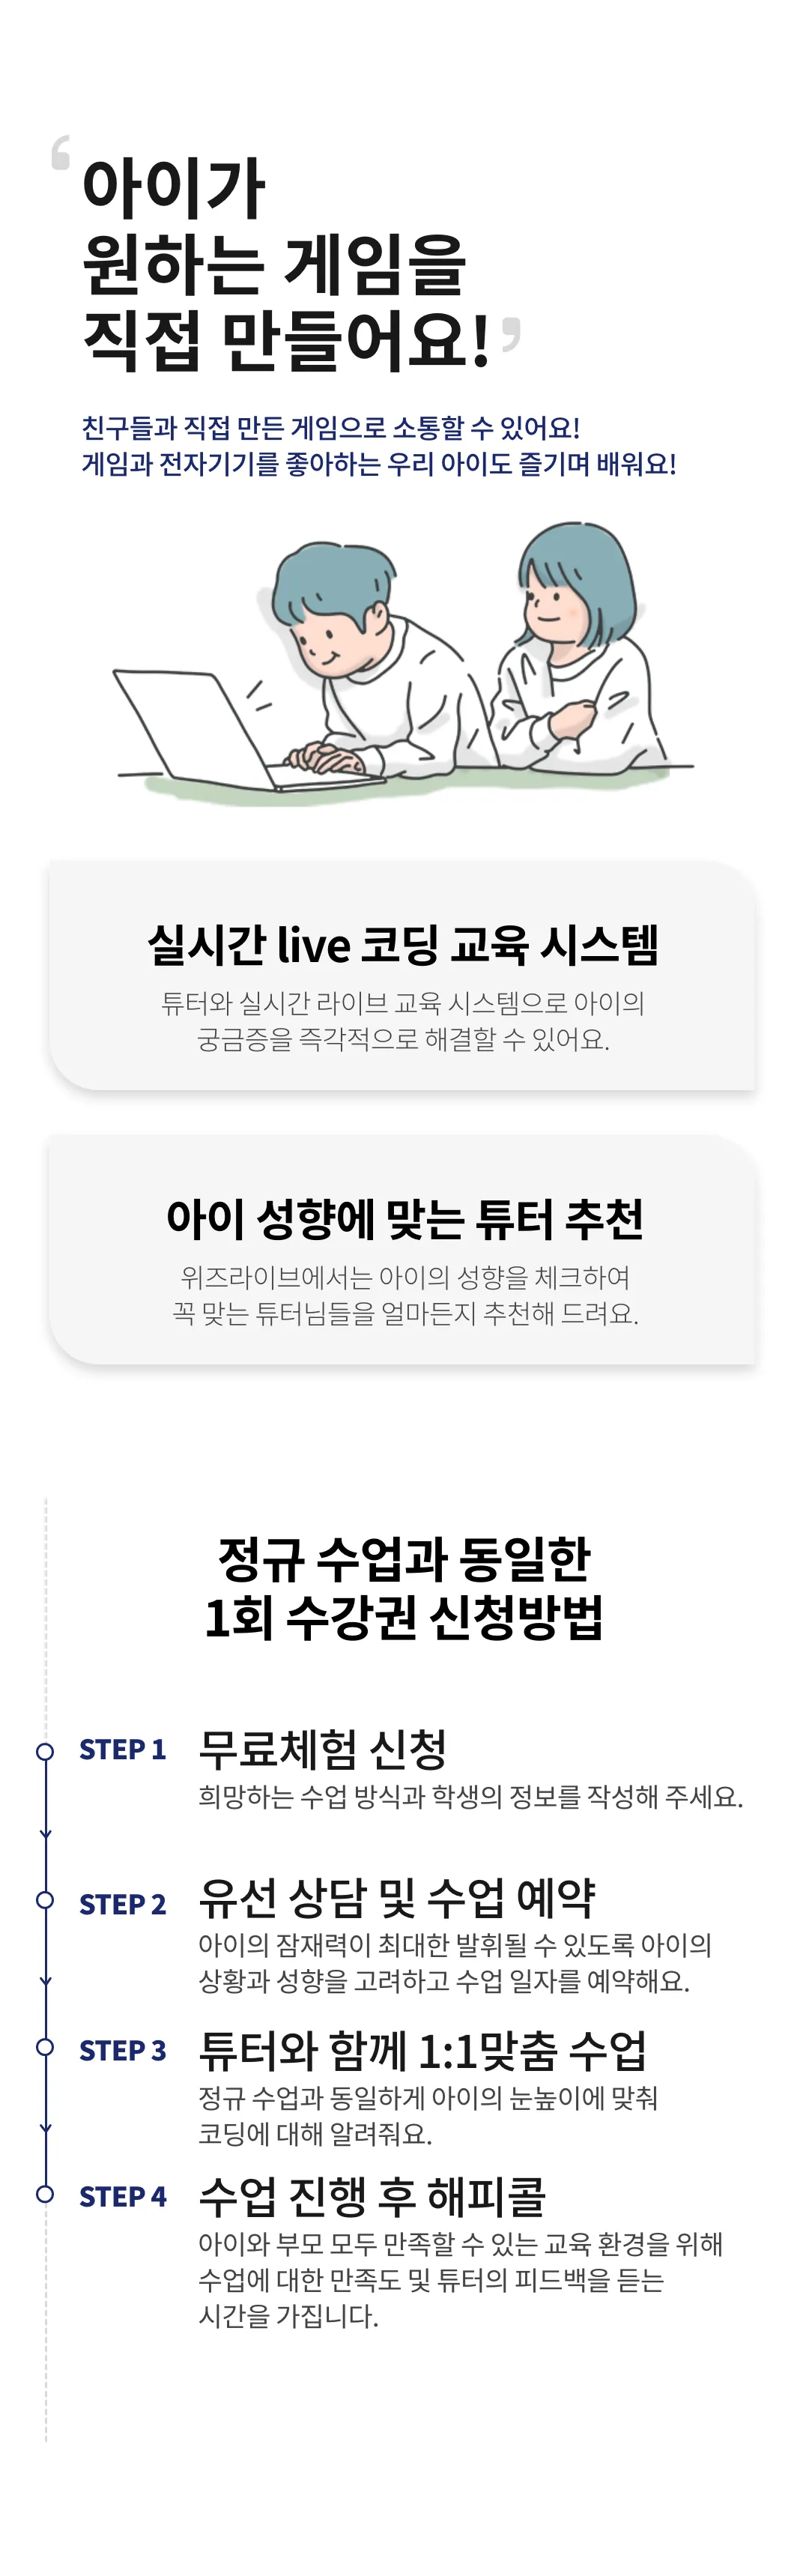 ‘아이가
원하는 게임을
직접 만들어요!’
친구들과 직접 만든 게임으로 소통할 수 있어요!
게임과 전자기기를 좋아하는 우리 아이도 즐기며 배워요!
실시간 live 코딩 교육 시스템
튜터와 실시간 라이브 교육 시스템으로 아이의
궁금증을 즉각적으로 해결할 수 있어요.
아이 성향에 맞는 튜터 추천
위즈라이브에서는 아이의 성향을 체크하여
꼭 맞는 튜터님들을 얼마든지 추천해 드려요.
정규 수업과 동일한
1회 수강권 신청방법
STEP 1 무료체험 신청
희망하는 수업 방식과 학생의 정보를 작성해 주세요.
STEP 2 유선 상담 및 수업 예약
아이의 잠재력이 최대한 발휘될 수 있도록 아이의
상황과 성향을 고려하고 수업 일자를 예약해요.
STEP 3 튜터와 함께 1:1맞춤 수업
정규 수업과 동일하게 아이의 눈높이에 맞춰
코딩에 대해 알려줘요.
STEP 4 수업 진행 후 해피콜
아이와 부모 모두 만족할 수 있는 교육 환경을 위해
수업에 대한 만족도 및 튜터의 피드백을 듣는
시간을 가집니다.